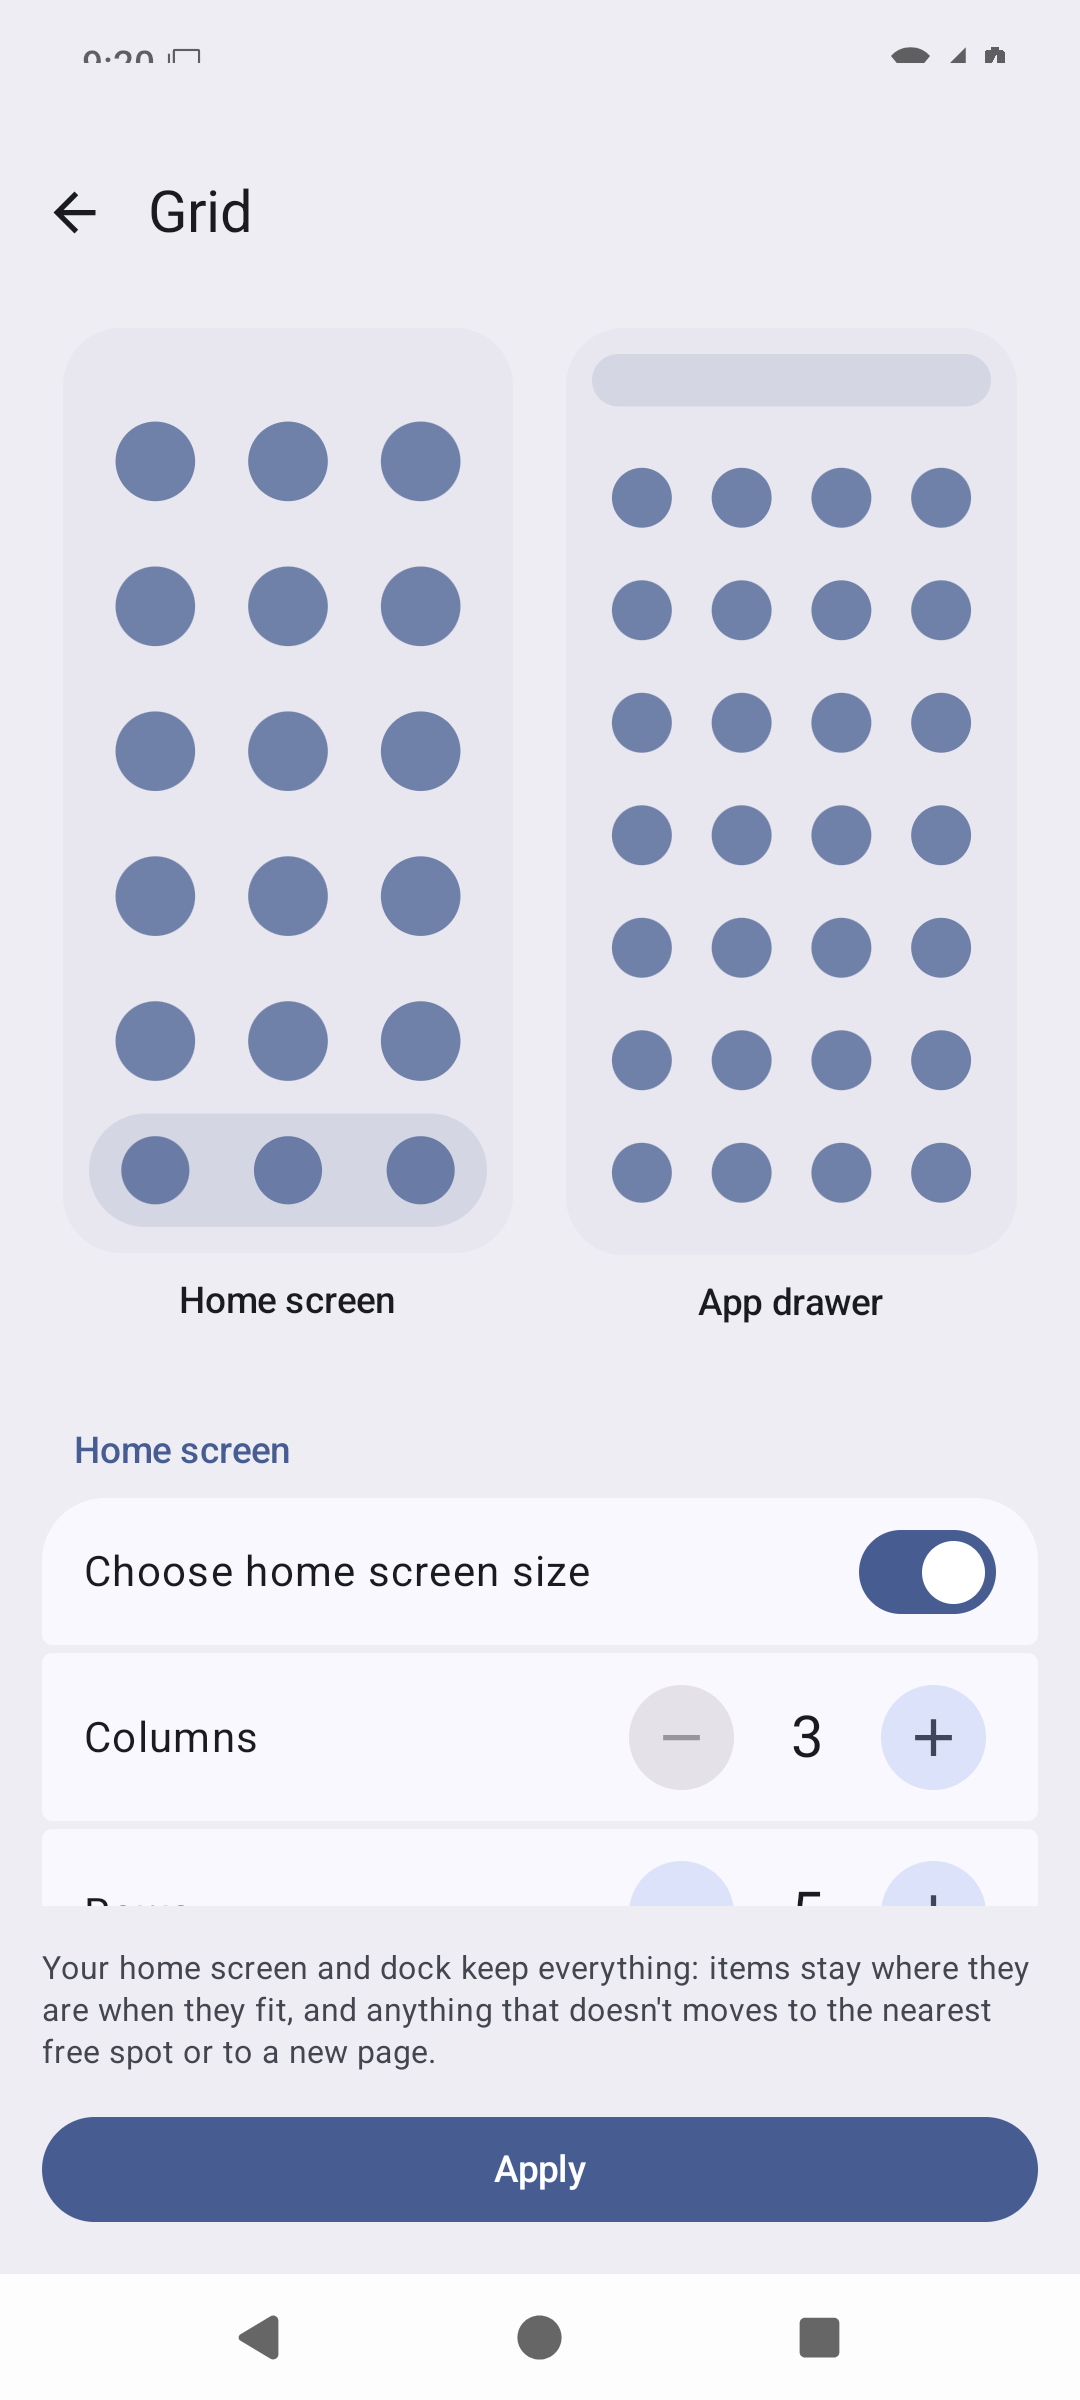 Grid
Home screen
App drawer
Home screen
Choose home screen size
Columns
3
Your home screen and dock keep everything: items stay where they
are when they fit, and anything that doesn't moves to the nearest
free spot or to a new page.
Apply